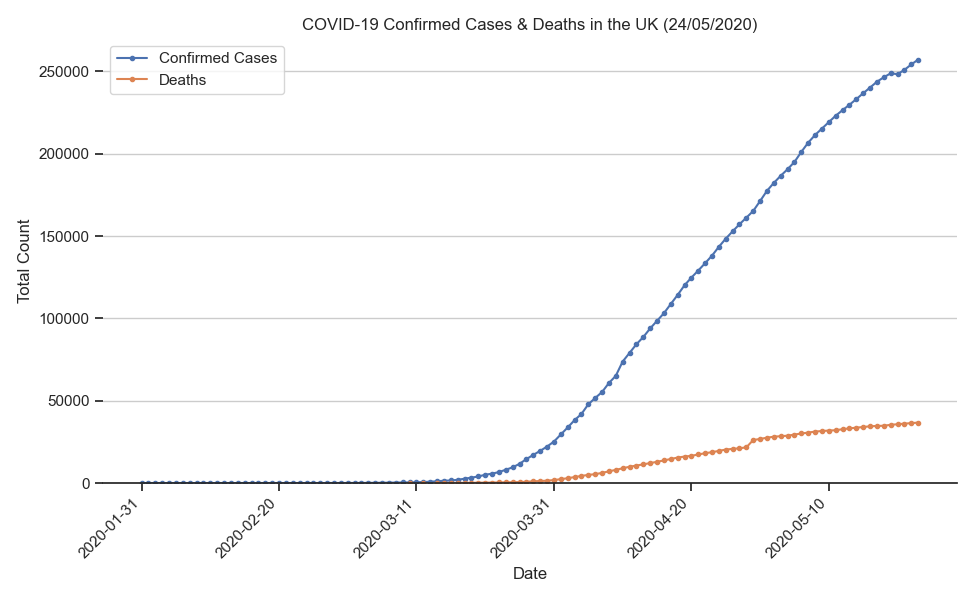 COVID-19 Confirmed Cases & Deaths in the UK (24/05/2020)
Confirmed Cases
Deaths
250000
200000
150000
100000
50000
0
Total Count
2020-01-31
2020-02-20
2020-03-11
2020-03-31
2020-04-20
2020-05-10
Date